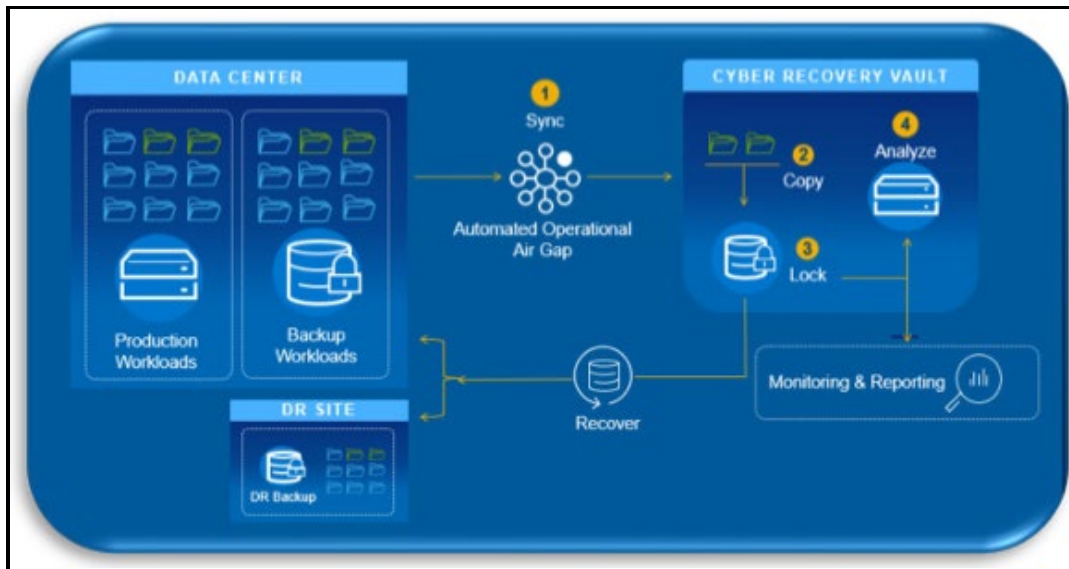 DATA CENTER
Production
Workloads
Backup
Workloads
1
Sync
Automated Operational
Air Gap
CYBER RECOVERY VAULT
2
Copy
3
Lock
4
Analyze
Monitoring & Reporting
Recover
DR SITE
DR Backup